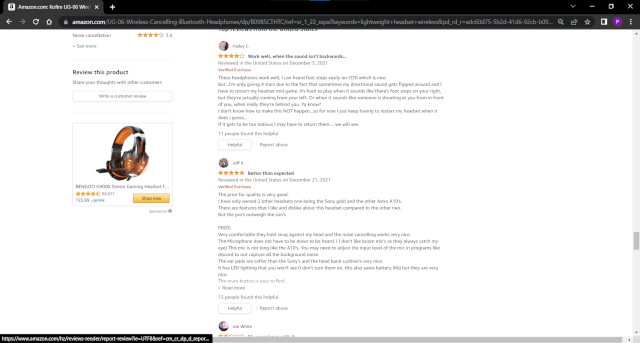 Amazon.com: Kofire UG-06 Wireles
amazon.com/UG-06-Wireless-Cancelling-Bluetooth-Headphones/dp/B098SCTHTC/ref=sr_1_22_sspa?keywords=lightweight+headset+wireless&pd_rd_r=adc60d75-5b2d-41d6-92cb-b0f8...
Noise cancellation 3.8
See more
Review this product
Share your thoughts with other customers
Write a customer review
BENGOO G9000 Stereo Gaming Headset f...
Shop now
Sponsored
Top reviews from the United States
Hailey C.
Work well, when the sound isn't backwards...
Reviewed in the United States on December 5, 2021
Verified Purchase
These headphones work well, I can heard foot steps easily on COD which is nice.
But...It's only going 4 stars due to the fact that sometimes my directional sound gets flipped around and I
have to restart my headset mid game. It's hard to play when it sounds like there's foot steps on your right,
but they're actually coming from your left. Or when it sounds like someone is shooting at you from in front
of you, when really they're behind you. Ya know?
I don't know how to make this NOT happen...so for now I just keep having to restart my headset when it
does I guess...
If it gets to be too tedious I may have to return them.... we will see.
11 people found this helpful
Helpful
Report abuse
Jeff K.
Better than expected
Reviewed in the United States on December 21, 2021
Verified Purchase
The price for quality is very good.
I have only owned 2 other headsets one being the Sony gold and the other Astro A10's.
There are features that I like and dislike about this headset compared to the other two.
But the pro's outweigh the con's
PROS:
Very comfortable they hold snug against my head and the noise cancelling works very nice.
The Microphone does not have to be down to be heard, ( I don't like boom mic's as they always catch my
eye) This mic is not long like the A10's. You may need to adjust the input level of the mic in programs like
discord to not capture all the background noise.
The ear pads are softer than the Sony's and the head band cushion's very nice.
It has LED lighting that you won't see (I don't turn them on, this also saves battery life) but they are very
nice
The mute button is easy to find
Read more
13 people found this helpful
Helpful
Report abuse
Joe White
https://www.amazon.com/hz/reviews-render/report-review?ie=UTF8&ref=cm_cr_dp_d_repor...